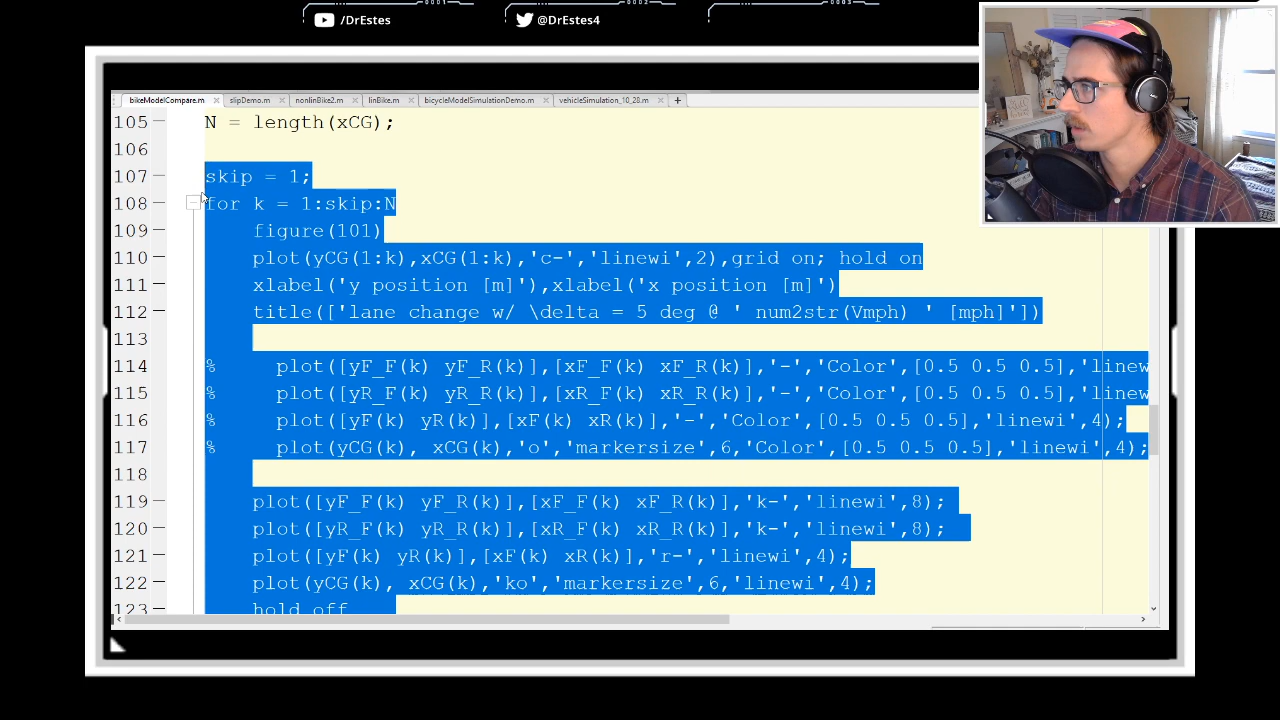 0001
0002
0003
/DrEstes
@DrEstes4
bikeModelCompare.m × slipDemo.m × nonlinBike2.m × linBike.m × bicycleModelSimulationDemo.m × vehicleSimulation_10_28.m × +
105 N = length(xCG);
106
107 skip = 1;
108 for k = 1:skip:N
109 figure(101)
110 plot(yCG(1:k),xCG(1:k),'c-','linewi',2),grid on; hold on
111 xlabel('y position [m]'),xlabel('x position [m]')
112 title(['lane change w/ \delta = 5 deg @ ' num2str(Vmph) ' [mph]'])
113
114 % plot([yF_F(k) yF_R(k)],[xF_F(k) xF_R(k)],'-','Color',[0.5 0.5 0.5],'linew
115 % plot([yR_F(k) yR_R(k)],[xR_F(k) xR_R(k)],'-','Color',[0.5 0.5 0.5],'linew
116 % plot([yF(k) yR(k)],[xF(k) xR(k)],'-','Color',[0.5 0.5 0.5],'linewi',4);
117 % plot(yCG(k), xCG(k),'o','markersize',6,'Color',[0.5 0.5 0.5],'linewi',4);
118
119 plot([yF_F(k) yF_R(k)],[xF_F(k) xF_R(k)],'k-','linewi',8);
120 plot([yR_F(k) yR_R(k)],[xR_F(k) xR_R(k)],'k-','linewi',8);
121 plot([yF(k) yR(k)],[xF(k) xR(k)],'r-','linewi',4);
122 plot(yCG(k), xCG(k),'ko','markersize',6,'linewi',4);
123 hold off